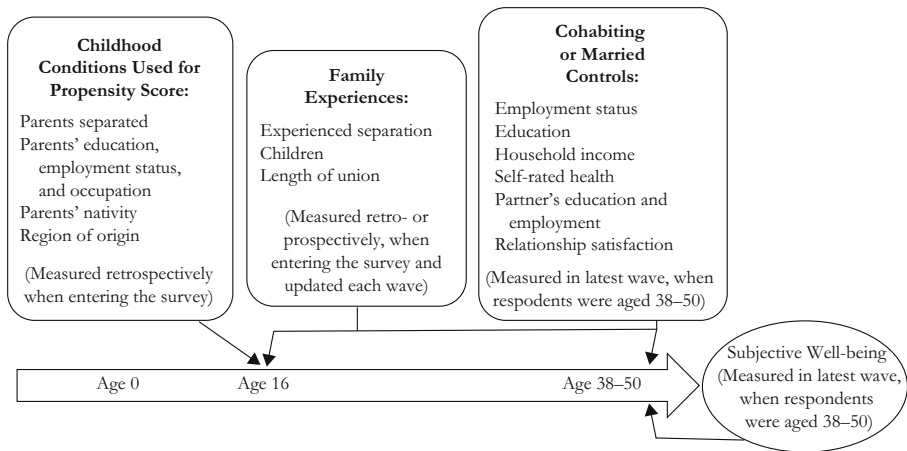 Childhood
Conditions Used for
Propensity Score:
Parents separated
Parents' education,
employment status,
and occupation
Parents' nativity
Region of origin
(Measured retrospectively
when entering the survey)
Family
Experiences:
Experienced separation
Children
Length of union
(Measured retro- or
prospectively, when
entering the survey and
updated each wave)
Cohabiting
or Married
Controls:
Employment status
Education
Household income
Self-rated health
Partner's education and
employment
Relationship satisfaction
(Measured in latest wave, when
respodents were aged 38–50)
Age 0
Age 16
Age 38–50
Subjective Well-being
(Measured in latest wave,
when respondents
were aged 38–50)